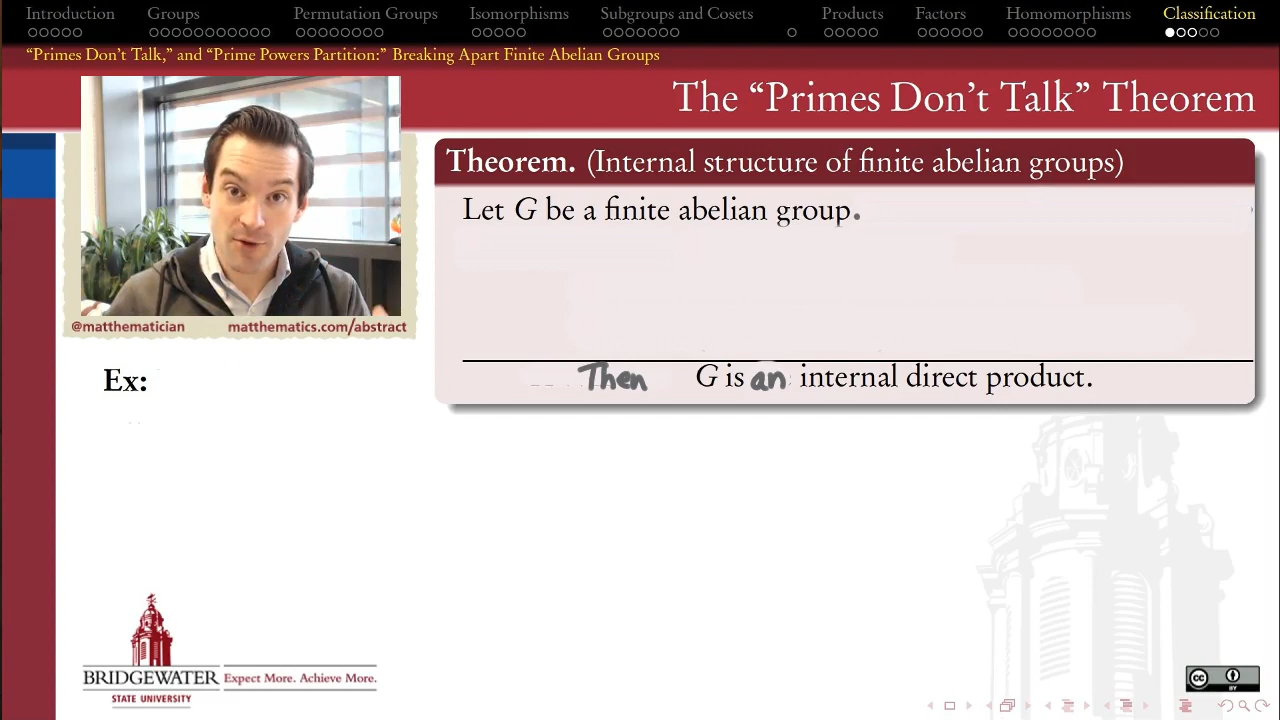 Introduction Groups Permutation Groups Isomorphisms Subgroups and Cosets Products Factors Homomorphisms Classification
“Primes Don’t Talk,” and “Prime Powers Partition:” Breaking Apart Finite Abelian Groups
The “Primes Don’t Talk” Theorem
Theorem. (Internal structure of finite abelian groups)
Let G be a finite abelian group.
Then G is an internal direct product.
@matthematician matthematics.com/abstract
Ex:
BRIDGEWATER
STATE UNIVERSITY
Expect More. Achieve More.
CC BY